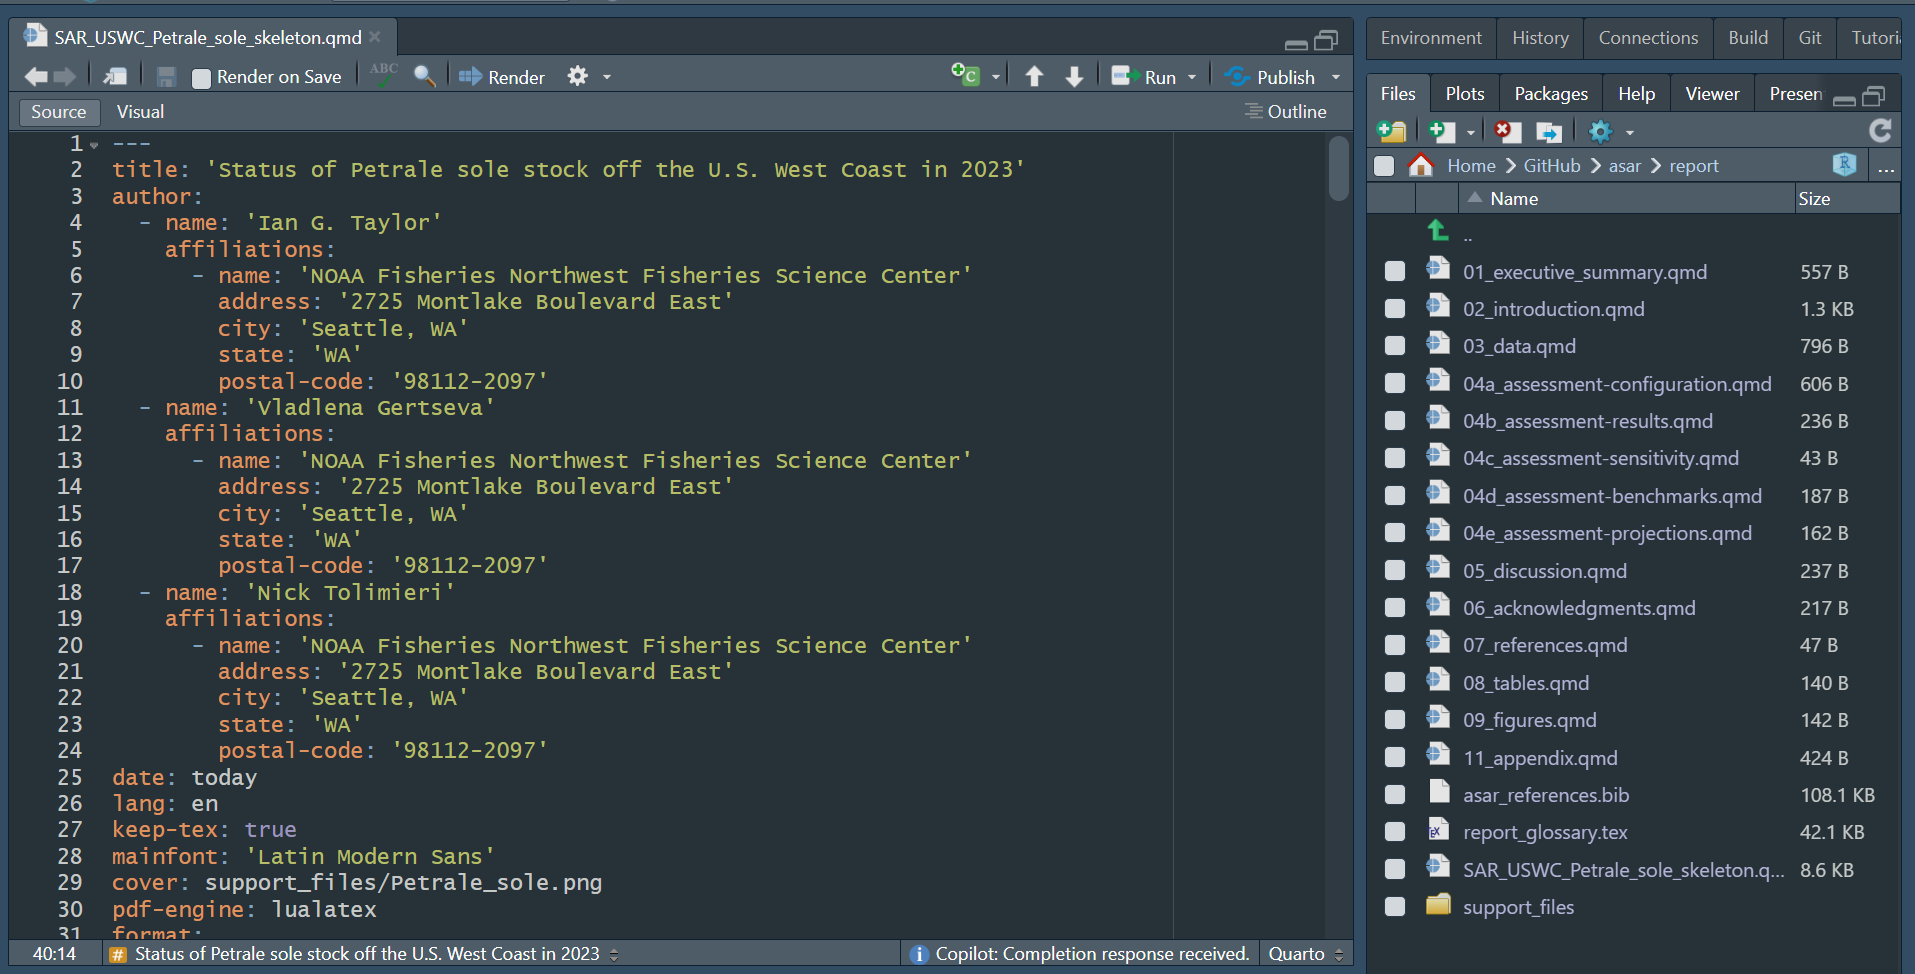 SAR_USWC_Petrale_sole_skeleton.qmd
Render on Save
ABC
Render
C
Run
Publish
Source
Visual
Outline
1 ---
2 title: 'Status of Petrale sole stock off the U.S. West Coast in 2023'
3 author:
4   - name: 'Ian G. Taylor'
5     affiliations:
6       - name: 'NOAA Fisheries Northwest Fisheries Science Center'
7         address: '2725 Montlake Boulevard East'
8         city: 'Seattle, WA'
9         state: 'WA'
10         postal-code: '98112-2097'
11   - name: 'Vladlena Gertseva'
12     affiliations:
13       - name: 'NOAA Fisheries Northwest Fisheries Science Center'
14         address: '2725 Montlake Boulevard East'
15         city: 'Seattle, WA'
16         state: 'WA'
17         postal-code: '98112-2097'
18   - name: 'Nick Tolimieri'
19     affiliations:
20       - name: 'NOAA Fisheries Northwest Fisheries Science Center'
21         address: '2725 Montlake Boulevard East'
22         city: 'Seattle, WA'
23         state: 'WA'
24         postal-code: '98112-2097'
25 date: today
26 lang: en
27 keep-tex: true
28 mainfont: 'Latin Modern Sans'
29 cover: support_files/Petrale_sole.png
30 pdf-engine: lualatex
31 format:
40:14
# Status of Petrale sole stock off the U.S. West Coast in 2023
Copilot: Completion response received.
Quarto
Environment History Connections Build Git Tutori
Files Plots Packages Help Viewer Presen
Home GitHub asar report
R
...
Name Size
..
01_executive_summary.qmd 557 B
02_introduction.qmd 1.3 KB
03_data.qmd 796 B
04a_assessment-configuration.qmd 606 B
04b_assessment-results.qmd 236 B
04c_assessment-sensitivity.qmd 43 B
04d_assessment-benchmarks.qmd 187 B
04e_assessment-projections.qmd 162 B
05_discussion.qmd 237 B
06_acknowledgments.qmd 217 B
07_references.qmd 47 B
08_tables.qmd 140 B
09_figures.qmd 142 B
11_appendix.qmd 424 B
asar_references.bib 108.1 KB
report_glossary.tex 42.1 KB
SAR_USWC_Petrale_sole_skeleton.q... 8.6 KB
support_files